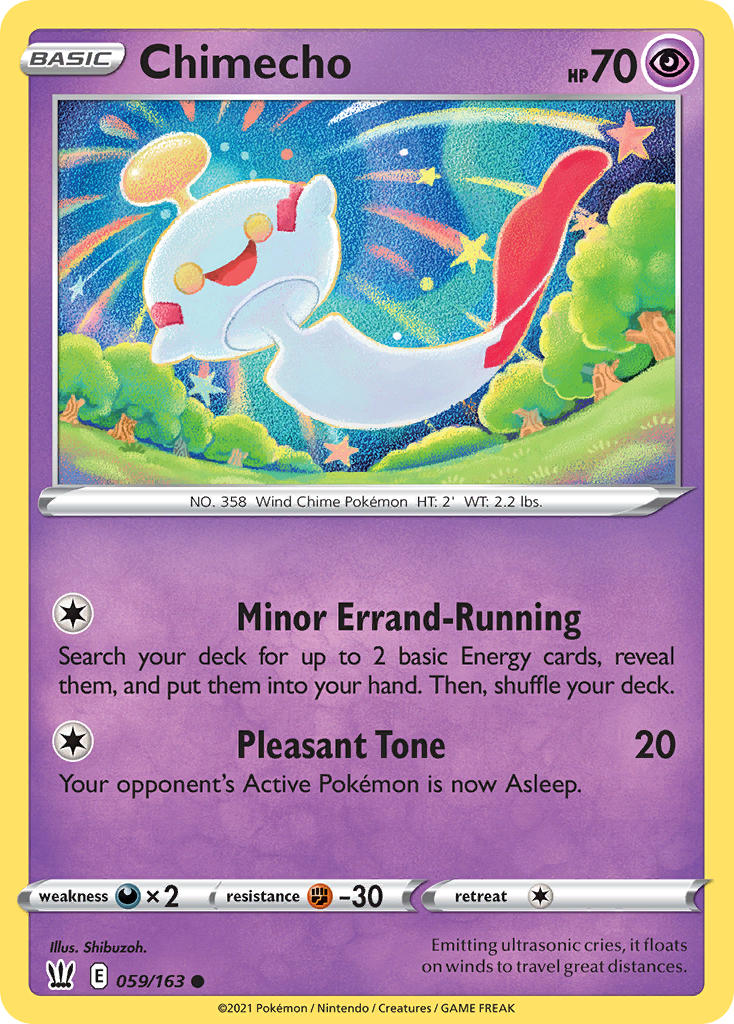 BASIC
Chimecho
HP 70
NO. 358 Wind Chime Pokémon HT: 2' WT: 2.2 lbs.
Minor Errand-Running
Search your deck for up to 2 basic Energy cards, reveal
them, and put them into your hand. Then, shuffle your deck.
Pleasant Tone 20
Your opponent's Active Pokémon is now Asleep.
weakness ×2 resistance -30 retreat
Illus. Shibuzoh.
Emitting ultrasonic cries, it floats
on winds to travel great distances.
E 059/163
©2021 Pokémon / Nintendo / Creatures / GAME FREAK